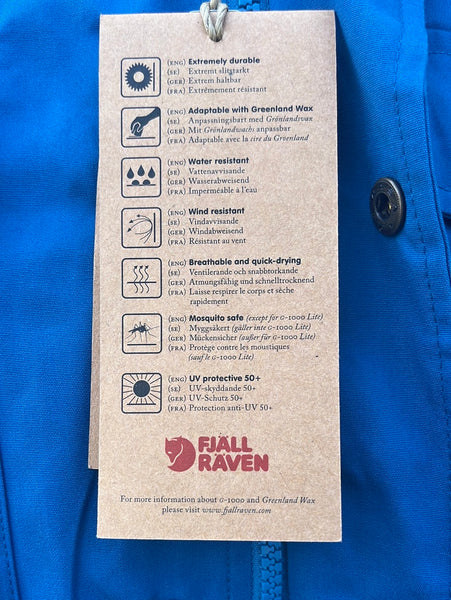 (ENG) Extremely durable
(SE) Extremt slitstarkt
(GER) Extrem haltbar
(FRA) Extrêmement résistant
(ENG) Adaptable with Greenland Wax
(SE) Anpassningsbart med Grönlandsvax
(GER) Mit Grönlandwachs anpassbar
(FRA) Adaptable avec la cire du Groenland
(ENG) Water resistant
(SE) Vattenavvisande
(GER) Wasserabweisend
(FRA) Imperméable à l'eau
(ENG) Wind resistant
(SE) Vindavvisande
(GER) Windabweisend
(FRA) Résistant au vent
(ENG) Breathable and quick-drying
(SE) Ventilerande och snabbtorkande
(GER) Atmungsfähig und schnelltrocknend
(FRA) Laisse respirer le corps et sèche
rapidement
(ENG) Mosquito safe (except for G-1000 Lite)
(SE) Myggsäkert (gäller inte G-1000 Lite)
(GER) Mückensicher (außer für G-1000 Lite)
(FRA) Protège contre les moustiques
(sauf le G-1000 Lite)
(ENG) UV protective 50+
(SE) UV-skyddande 50+
(GER) UV-Schutz 50+
(FRA) Protection anti-UV 50+
FJÄLL
RÄVEN
For more information about G-1000 and Greenland Wax
please visit www.fjallraven.com